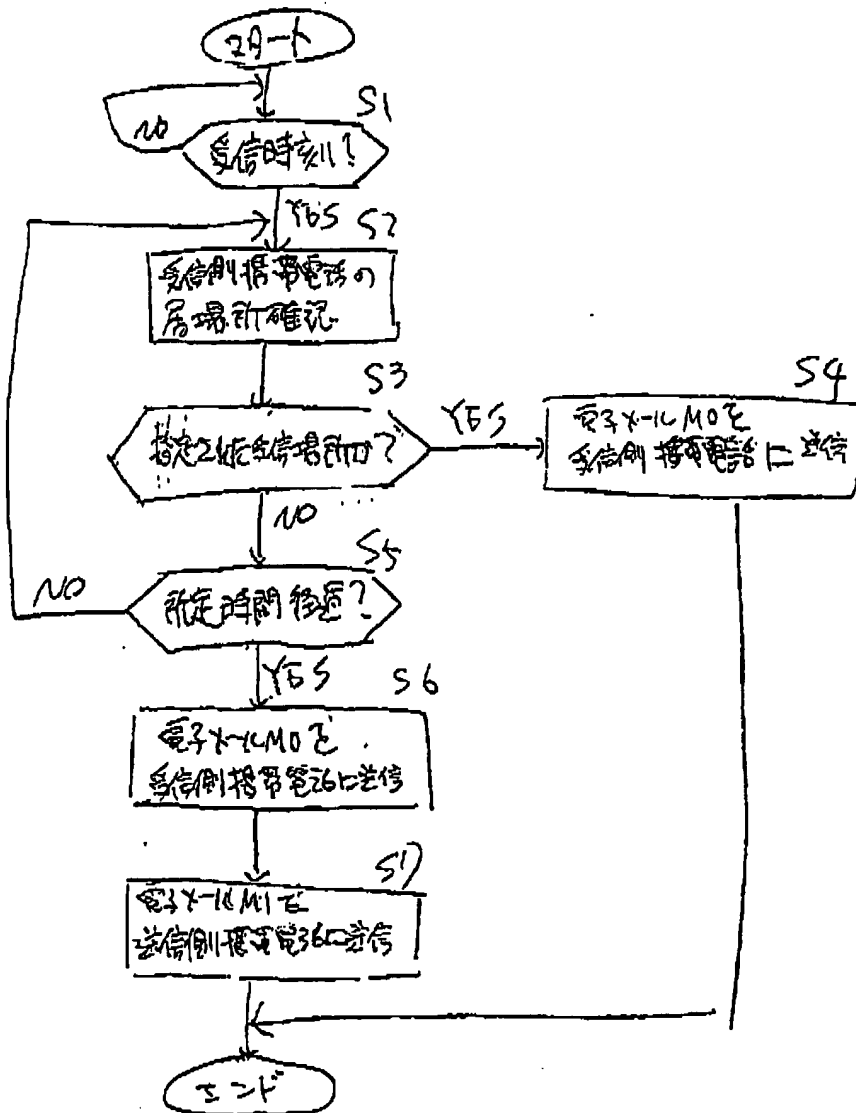 スタート
S1
NO
受信時刻?
YES
S2
受信側携帯電話の
居場所確認
S3
指定された受信場所か?
YES
S4
電子メールM0を
受信側携帯電話に送信
NO
S5
NO
所定時間経過?
YES
S6
電子メールM0を
受信側携帯電話に送信
S7
電子メールM1を
送信側携帯電話に送信
エンド